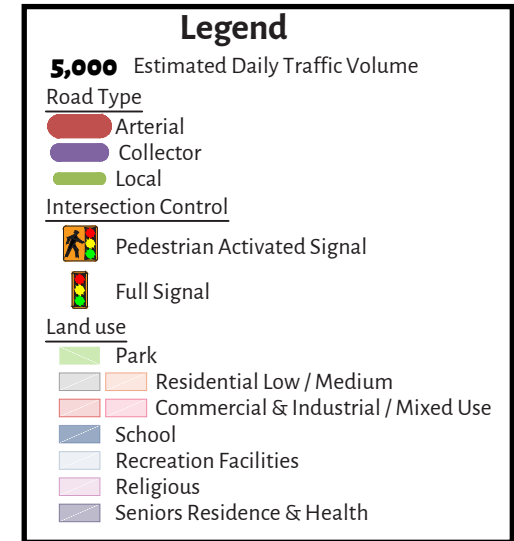 Legend
5,000 Estimated Daily Traffic Volume
Road Type
Arterial
Collector
Local
Intersection Control
Pedestrian Activated Signal
Full Signal
Land use
Park
Residential Low / Medium
Commercial & Industrial / Mixed Use
School
Recreation Facilities
Religious
Seniors Residence & Health